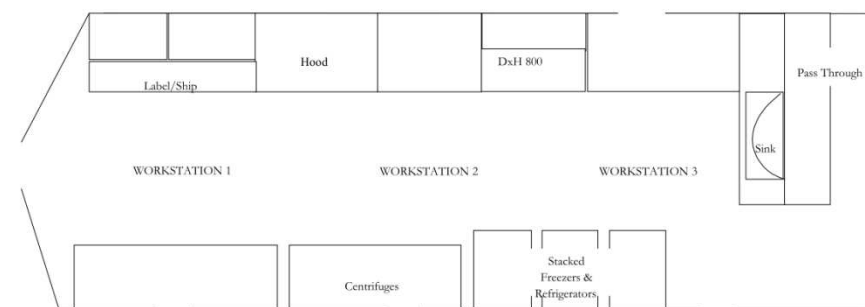 Hood
DxH 800
Pass Through
Label/Ship
Sink
WORKSTATION 1
WORKSTATION 2
WORKSTATION 3
Stacked
Freezers &
Refrigerators
Centrifuges